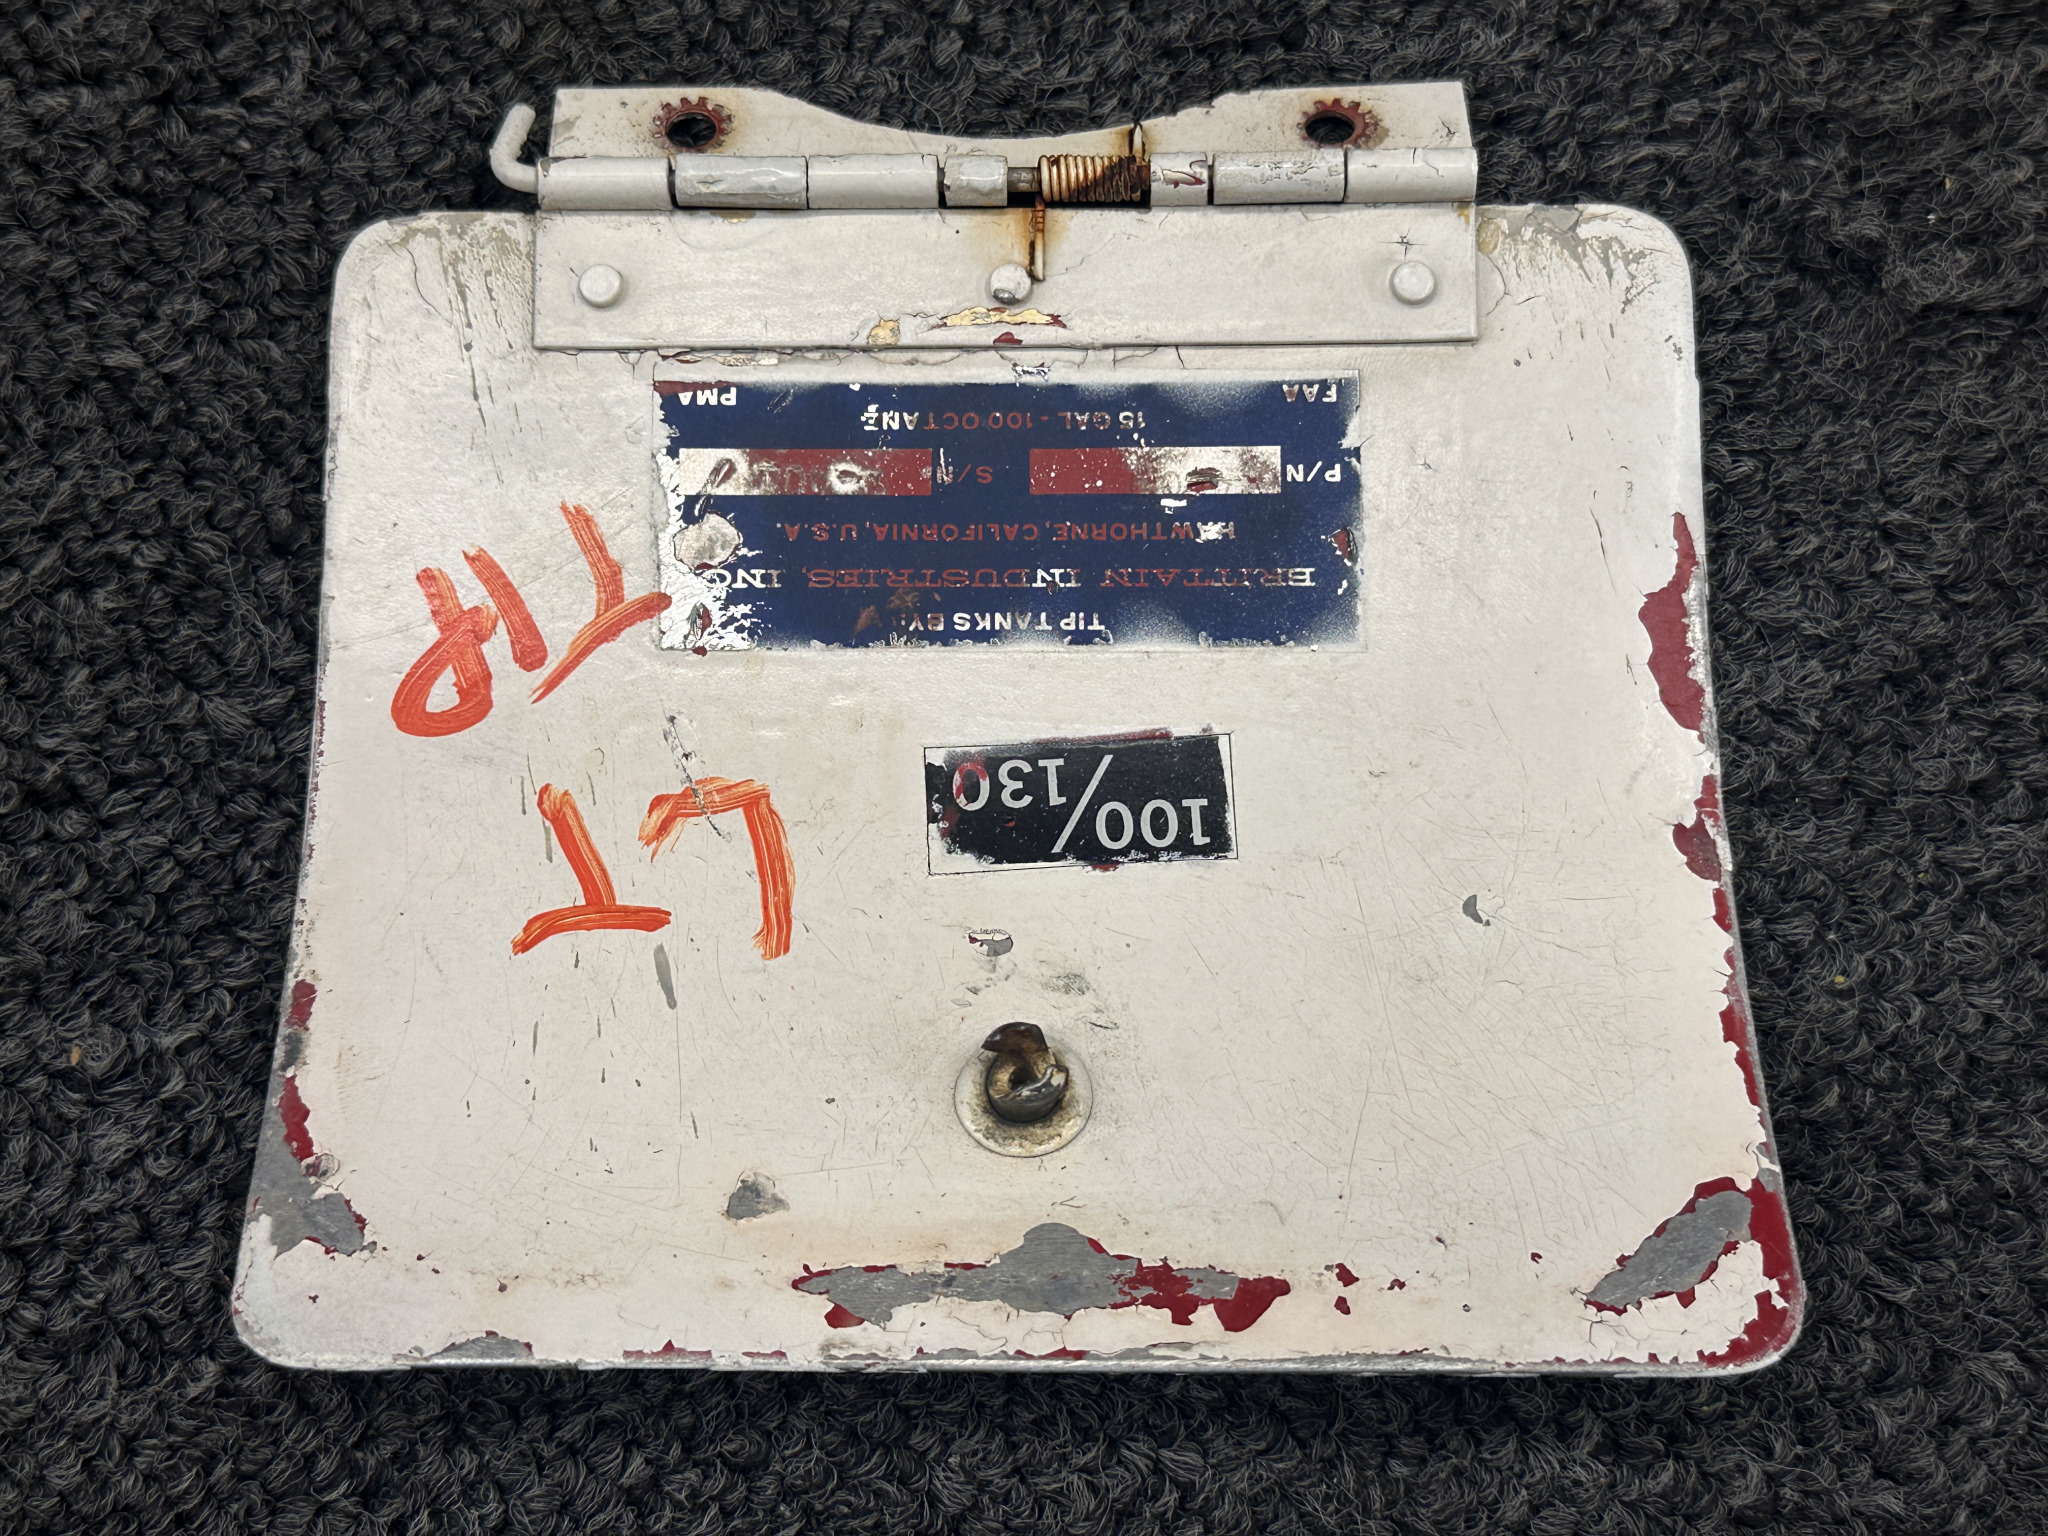 TIP TANKS BY:
BRITTAIN INDUSTRIES, INC.
HAWTHORNE, CALIFORNIA, U.S.A.
P/N S/N
15 GAL - 100 OCTANE
FAA PMA
100/130
LT
TIP